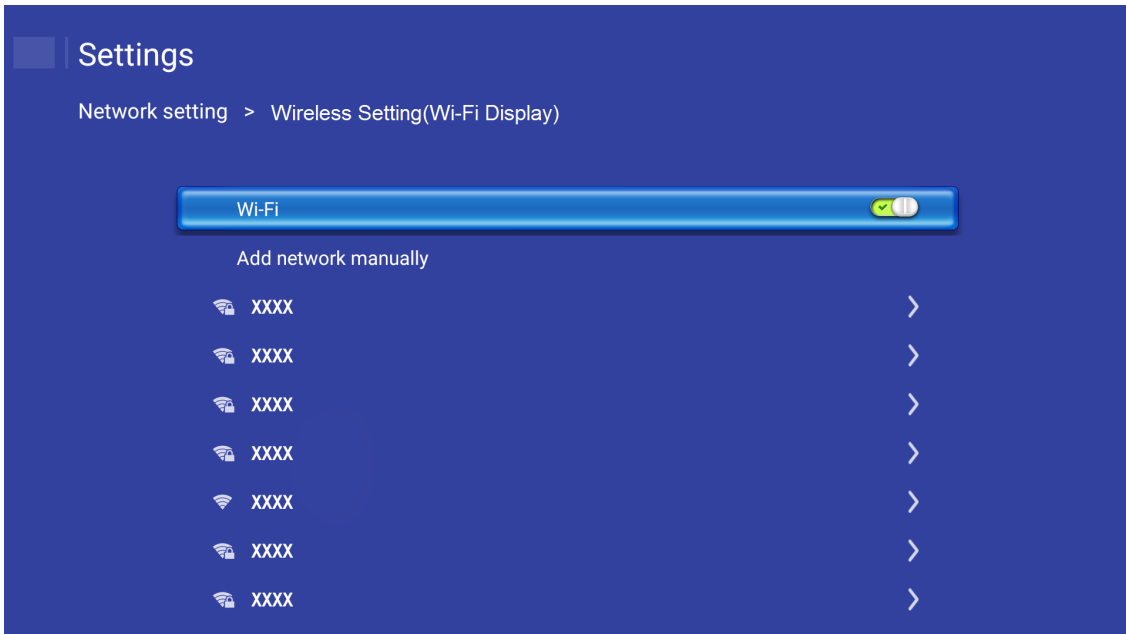 Settings
Network setting > Wireless Setting(Wi-Fi Display)
Wi-Fi
Add network manually
XXXX
XXXX
XXXX
XXXX
XXXX
XXXX
XXXX